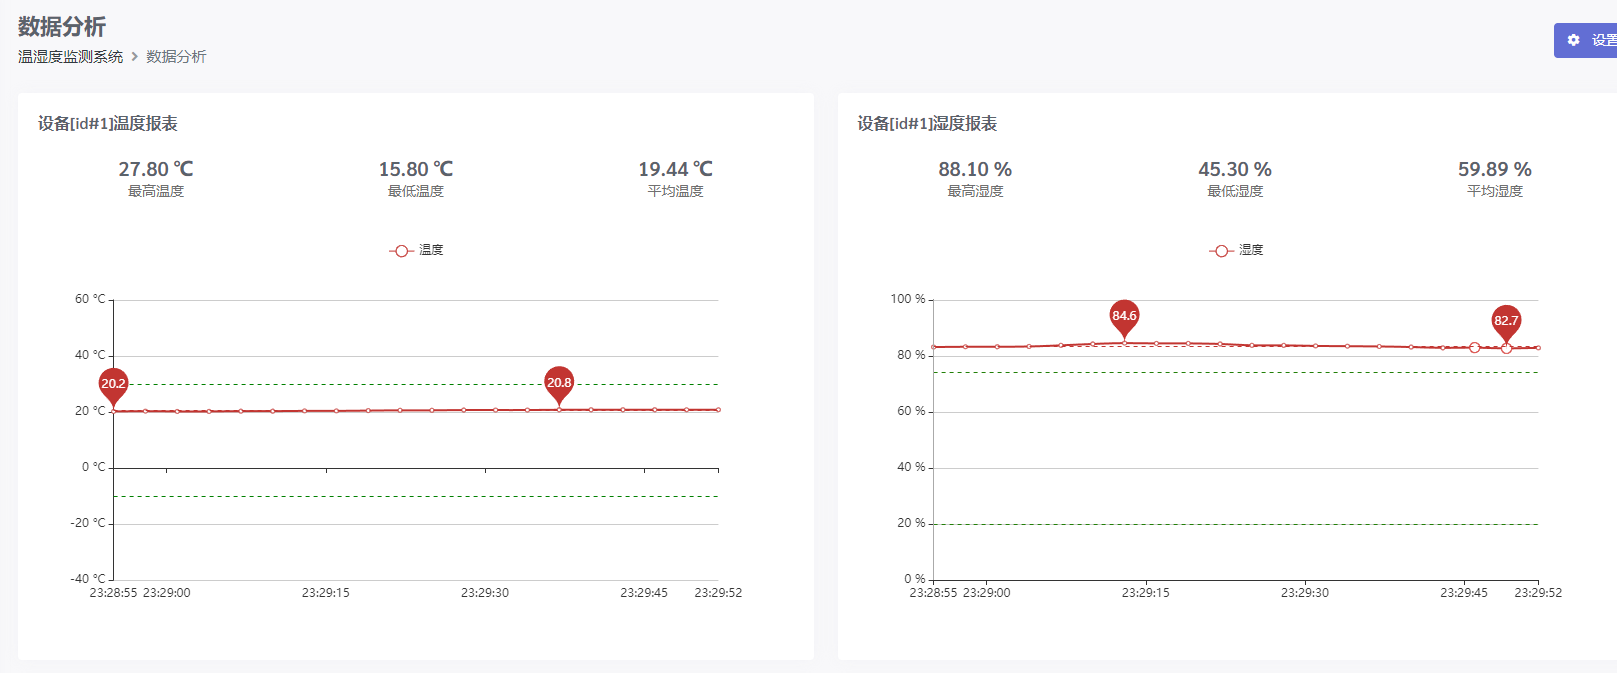 数据分析
温湿度监测系统 > 数据分析
设置
设备[id#1]温度报表
27.80 ℃ 15.80 ℃ 19.44 ℃
最高温度 最低温度 平均温度
温度
60 °C
40 °C
20 °C
0 °C
-20 °C
-40 °C
20.2
20.8
23:28:55 23:29:00 23:29:15 23:29:30 23:29:45 23:29:52
设备[id#1]湿度报表
88.10 % 45.30 % 59.89 %
最高湿度 最低湿度 平均湿度
湿度
100 %
80 %
60 %
40 %
20 %
0 %
84.6
82.7
23:28:55 23:29:00 23:29:15 23:29:30 23:29:45 23:29:52